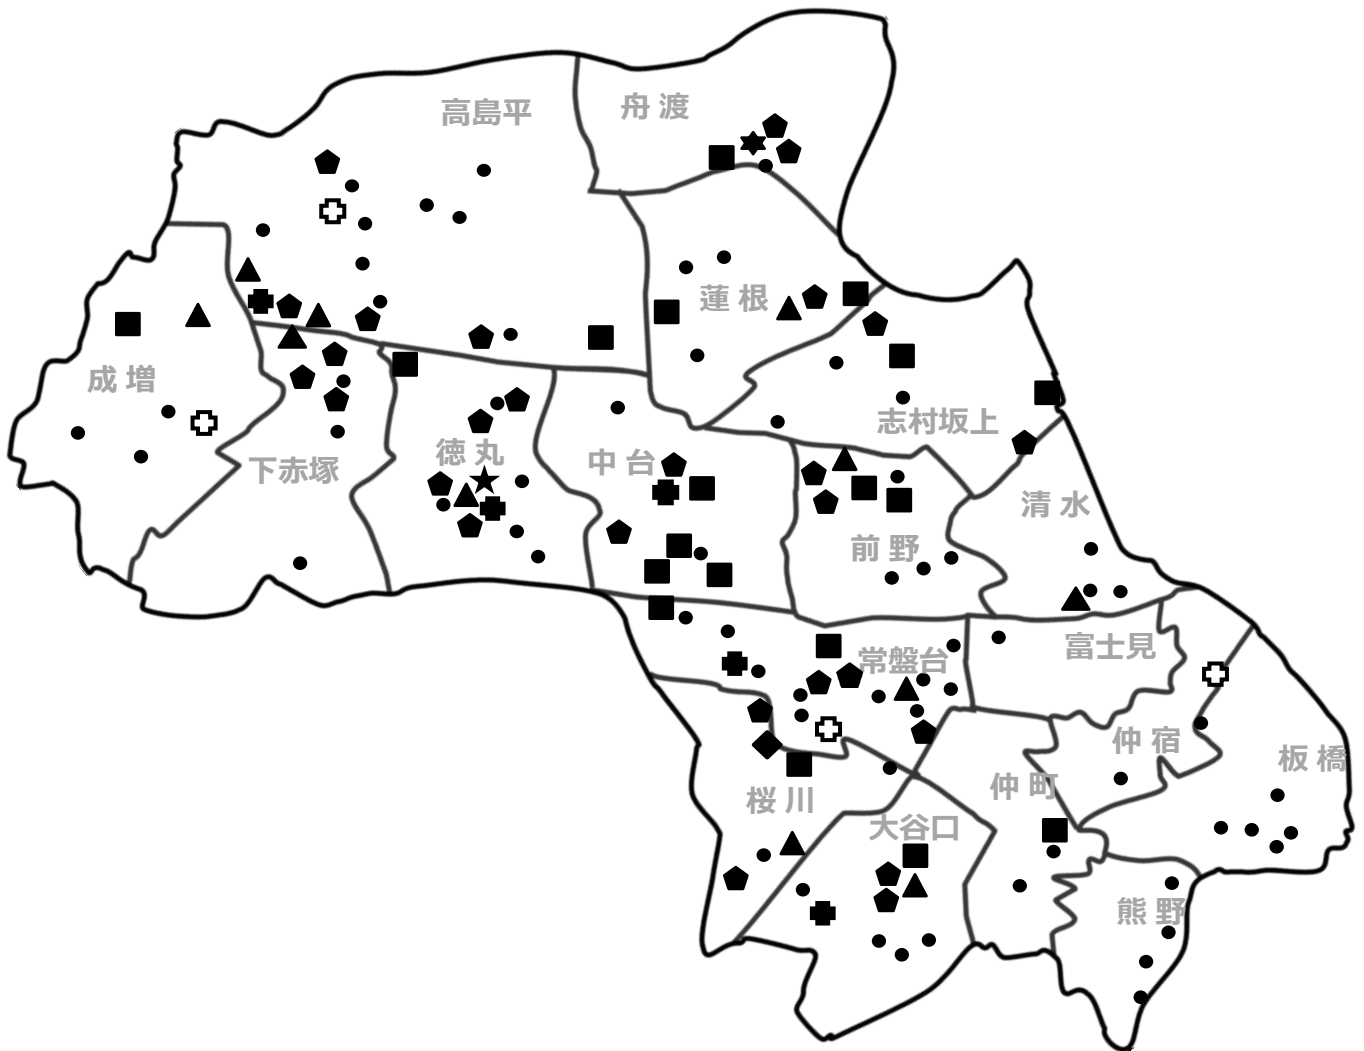 高島平
舟渡
蓮根
成増
志村坂上
下赤塚
徳丸
中台
清水
前野
常盤台
富士見
仲宿
板橋
仲町
桜川
大谷口
熊野